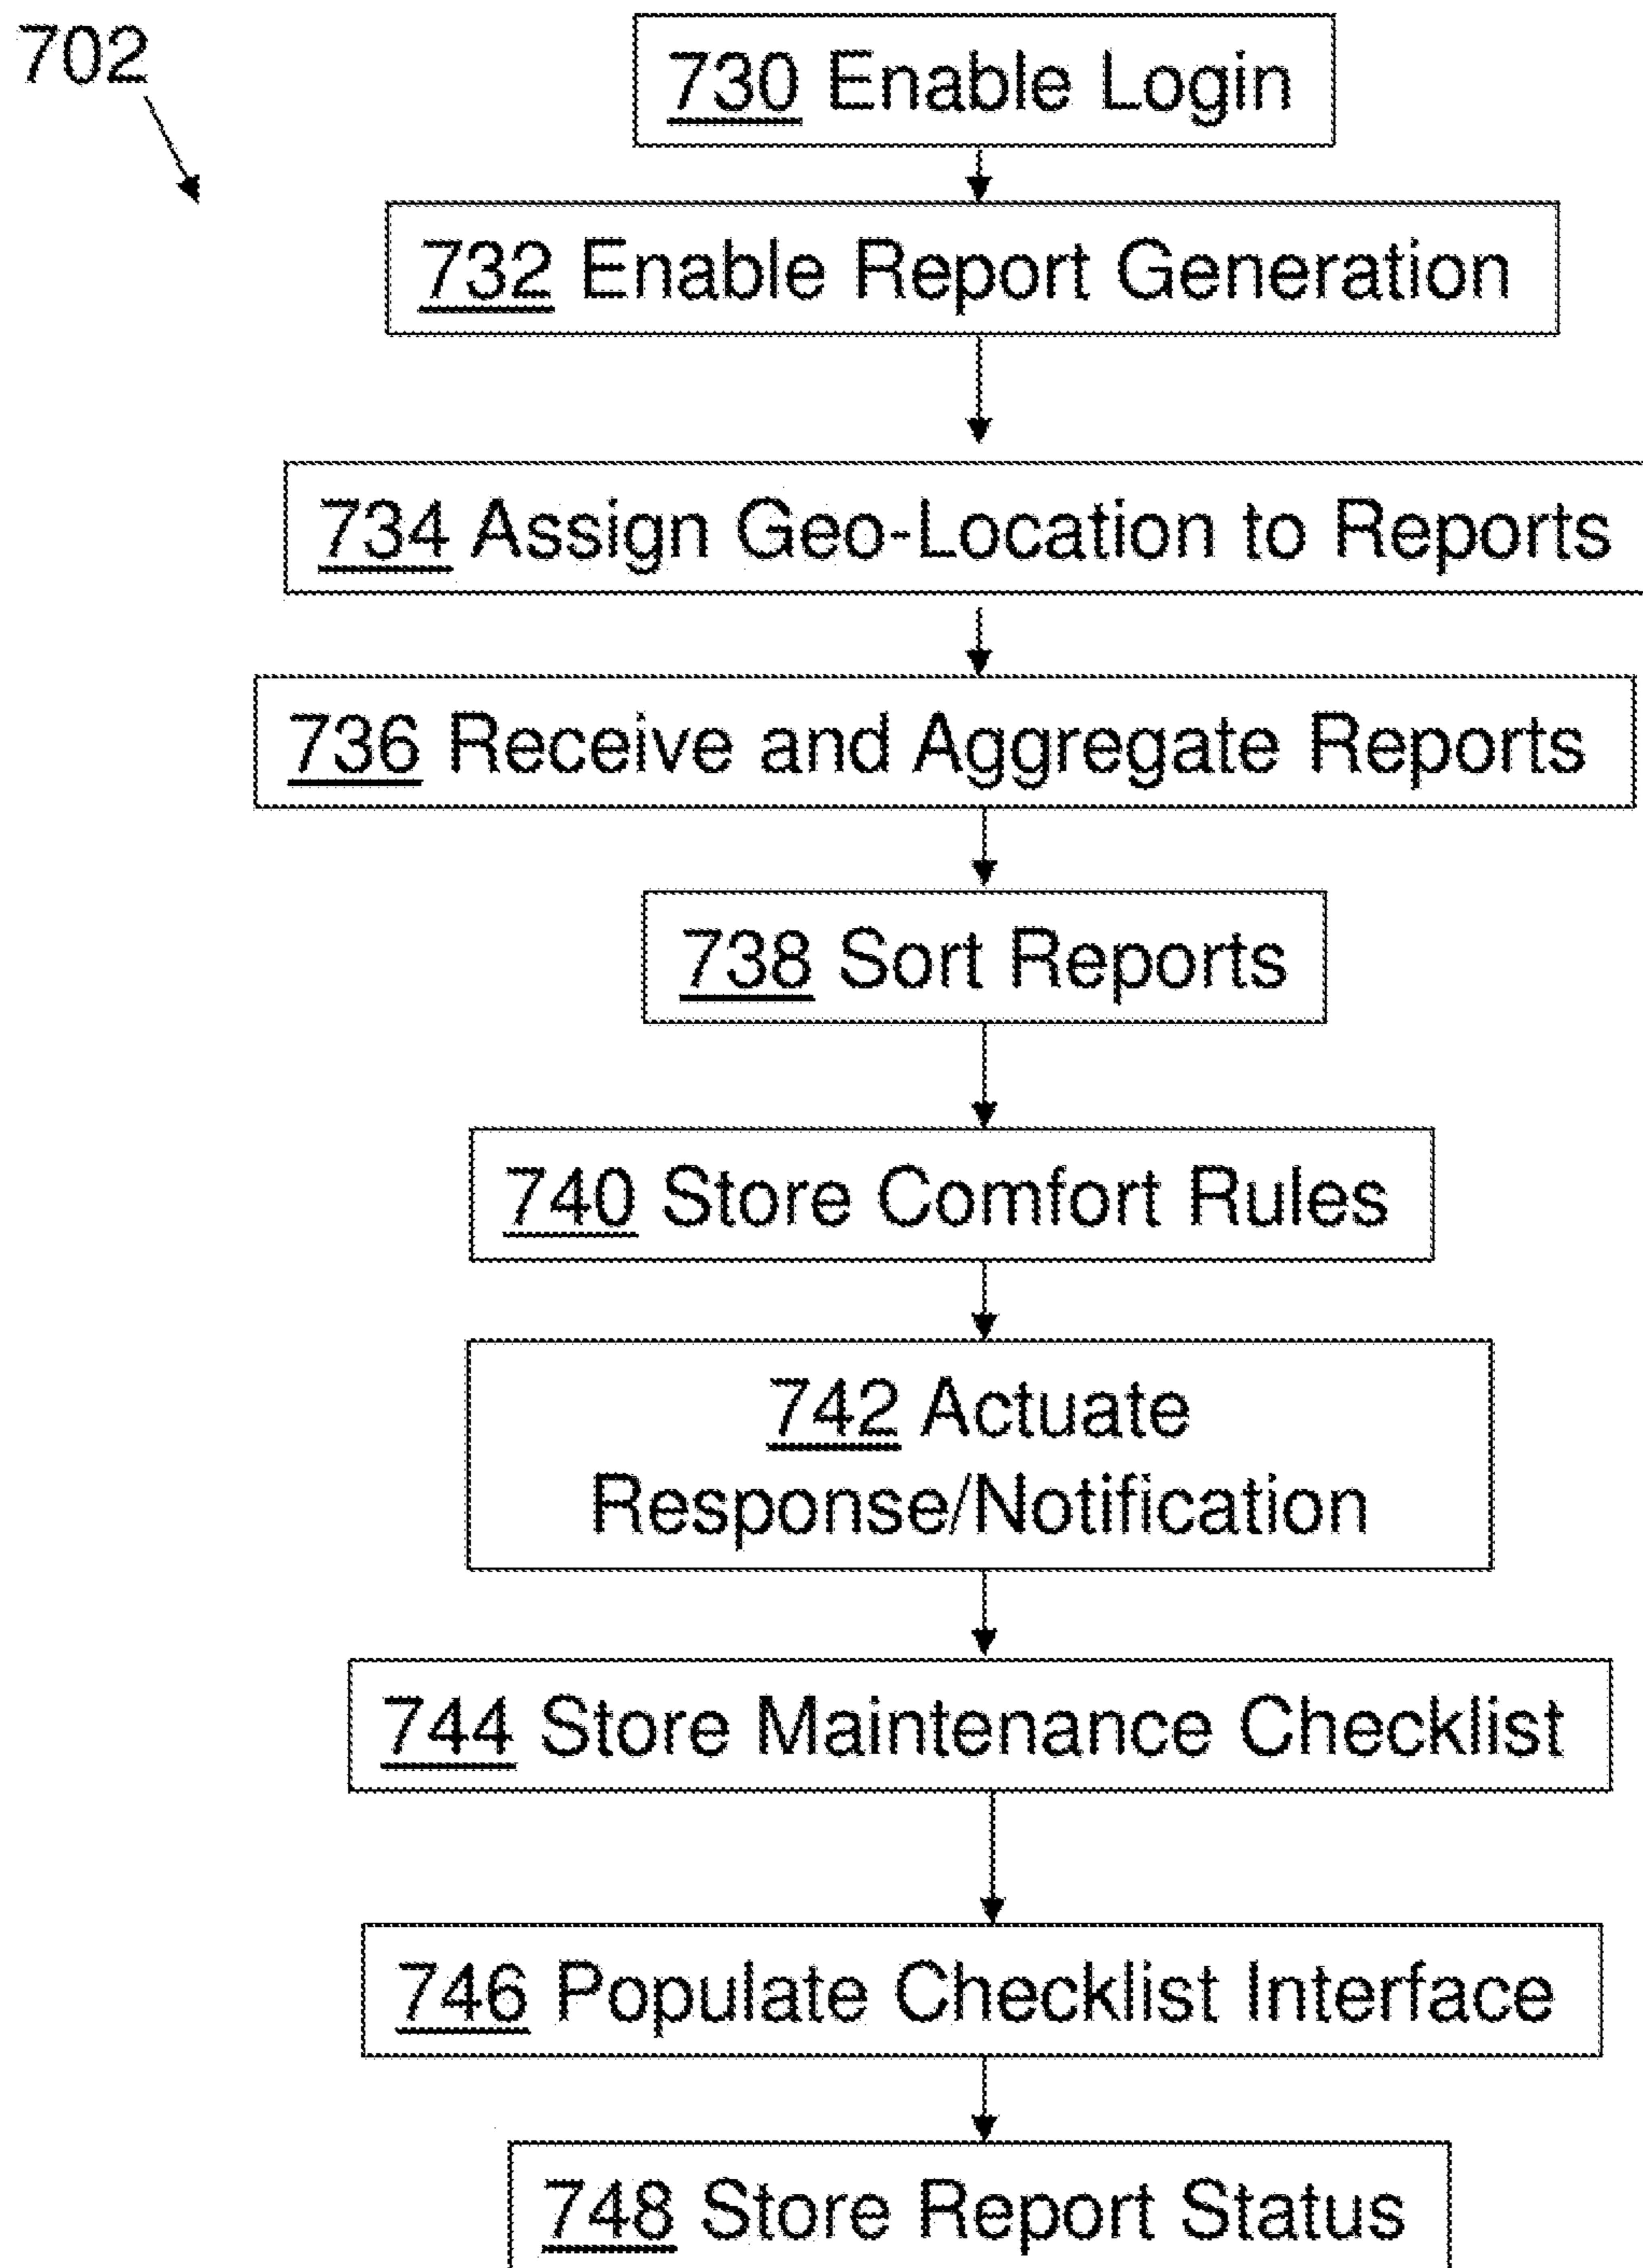 702
730 Enable Login
732 Enable Report Generation
734 Assign Geo-Location to Reports
736 Receive and Aggregate Reports
738 Sort Reports
740 Store Comfort Rules
742 Actuate
Response/Notification
744 Store Maintenance Checklist
746 Populate Checklist Interface
748 Store Report Status